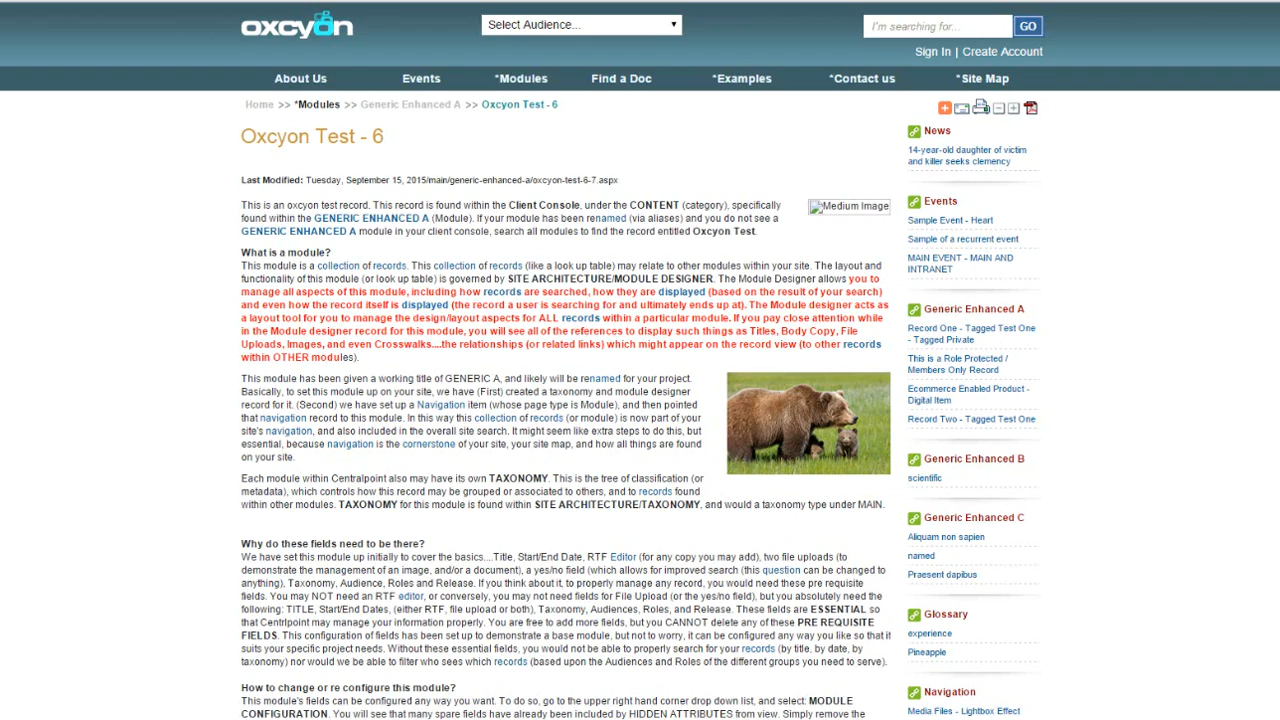 oxcyon
Select Audience...
I'm searching for...
GO
Sign In | Create Account
About Us
Events
*Modules
Find a Doc
*Examples
*Contact us
*Site Map
Home >> *Modules >> Generic Enhanced A >> Oxcyon Test - 6
Oxcyon Test - 6
Last Modified: Tuesday, September 15, 2015/main/generic-enhanced-a/oxcyon-test-6-7.aspx
This is an oxcyon test record. This record is found within the Client Console, under the CONTENT (category), specifically
found within the GENERIC ENHANCED A (Module). If your module has been renamed (via aliases) and you do not see a
GENERIC ENHANCED A module in your client console, search all modules to find the record entitled Oxcyon Test.
Medium Image
What is a module?
This module is a collection of records. This collection of records (like a look up table) may relate to other modules within your site. The layout and
functionality of this module (or look up table) is governed by SITE ARCHITECTURE/MODULE DESIGNER. The Module Designer allows you to
manage all aspects of this module, including how records are searched, how they are displayed (based on the result of your search)
and even how the record itself is displayed (the record a user is searching for and ultimately ends up at). The Module designer acts as
a layout tool for you to manage the design/layout aspects for ALL records within a particular module. If you pay close attention while
in the Module designer record for this module, you will see all of the references to display such things as Titles, Body Copy, File
Uploads, Images, and even Crosswalks....the relationships (or related links) which might appear on the record view (to other records
within OTHER modules).
This module has been given a working title of GENERIC A, and likely will be renamed for your project.
Basically, to set this module up on your site, we have (First) created a taxonomy and module designer
record for it. (Second) we have set up a Navigation item (whose page type is Module), and then pointed
that navigation record to this module. In this way this collection of records (or module) is now part of your
site's navigation, and also included in the overall site search. It might seem like extra steps to do this, but
essential, because navigation is the cornerstone of your site, your site map, and how all things are found
on your site.
Each module within Centralpoint also may have its own TAXONOMY. This is the tree of classification (or
metadata), which controls how this record may be grouped or associated to others, and to records found
within other modules. TAXONOMY for this module is found within SITE ARCHITECTURE/TAXONOMY, and would a taxonomy type under MAIN.
Why do these fields need to be there?
We have set this module up initially to cover the basics....Title, Start/End Date, RTF Editor (for any copy you may add), two file uploads (to
demonstrate the management of an image, and/or a document), a yes/no field (which allows for improved search (this question can be changed to
anything), Taxonomy, Audience, Roles and Release. If you think about it, to properly manage any record, you would need these pre requisite
fields. You may NOT need an RTF editor, or conversely, you may not need fields for File Upload (or the yes/no field), but you absolutely need the
following: TITLE, Start/End Dates, (either RTF, file upload or both), Taxonomy, Audiences, Roles, and Release. These fields are ESSENTIAL so
that Centrlpoint may manage your information properly. You are free to add more fields, but you CANNOT delete any of these PRE REQUISITE
FIELDS. This configuration of fields has been set up to demonstrate a base module, but not to worry, it can be configured any way you like so that it
suits your specific project needs. Without these essential fields, you would not be able to properly search for your records (by title, by date, by
taxonomy) nor would we be able to filter who sees which records (based upon the Audiences and Roles of the different groups you need to serve).
How to change or re configure this module?
This module's fields can be configured any way you want. To do so, go to the upper right hand corner drop down list, and select: MODULE
CONFIGURATION. You will see that many spare fields have already been included by HIDDEN ATTRIBUTES from view. Simply remove the
News
14-year-old daughter of victim
and killer seeks clemency
Events
Sample Event - Heart
Sample of a recurrent event
MAIN EVENT - MAIN AND
INTRANET
Generic Enhanced A
Record One - Tagged Test One
- Tagged Private
This is a Role Protected /
Members Only Record
Ecommerce Enabled Product -
Digital Item
Record Two - Tagged Test One
Generic Enhanced B
scientific
Generic Enhanced C
Aliquam non sapien
named
Praesent dapibus
Glossary
experience
Pineapple
Navigation
Media Files - Lightbox Effect